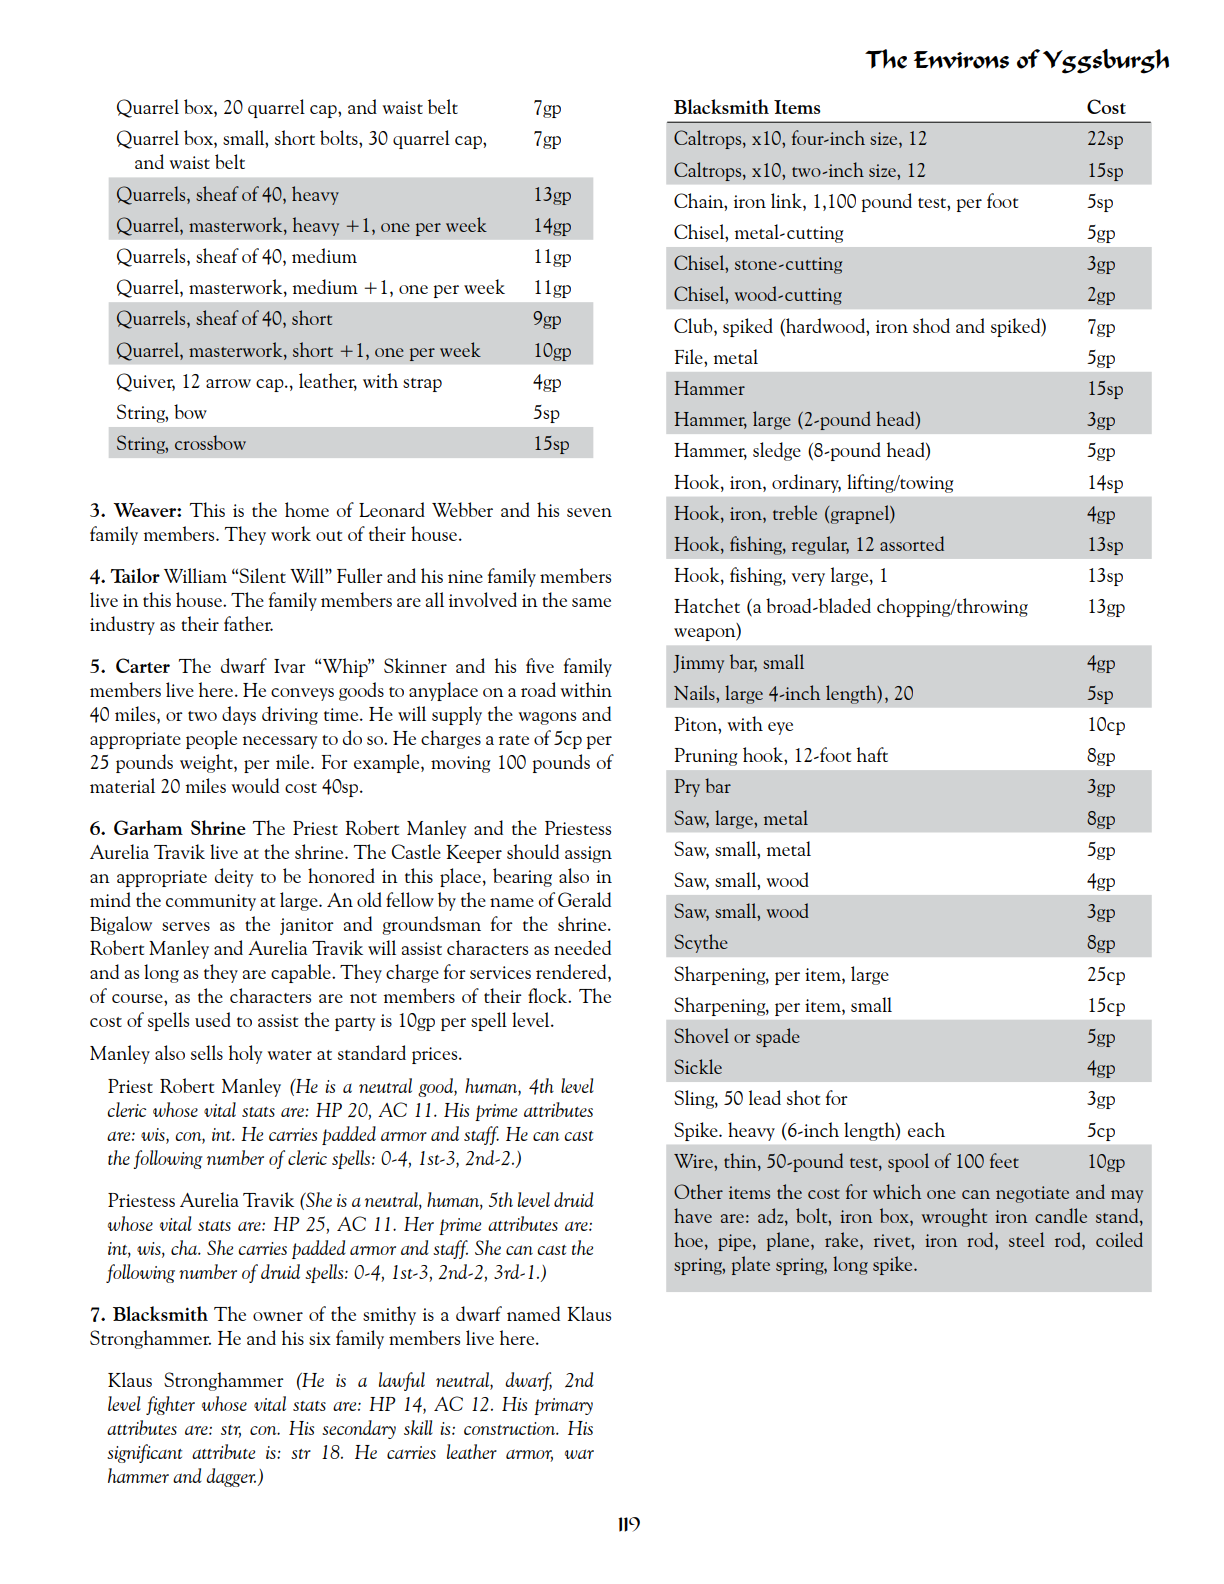 The Environs of Yggsburgh
Quarrel box, 20 quarrel cap, and waist belt 7gp
Quarrel box, small, short bolts, 30 quarrel cap, 7gp
and waist belt
Quarrels, sheaf of 40, heavy 13gp
Quarrel, masterwork, heavy +1, one per week 14gp
Quarrels, sheaf of 40, medium 11gp
Quarrel, masterwork, medium +1, one per week 11gp
Quarrels, sheaf of 40, short 9gp
Quarrel, masterwork, short +1, one per week 10gp
Quiver, 12 arrow cap., leather, with strap 4gp
String, bow 5sp
String, crossbow 15sp
3. Weaver: This is the home of Leonard Webber and his seven
family members. They work out of their house.
4. Tailor William “Silent Will” Fuller and his nine family members
live in this house. The family members are all involved in the same
industry as their father.
5. Carter The dwarf Ivar “Whip” Skinner and his five family
members live here. He conveys goods to anyplace on a road within
40 miles, or two days driving time. He will supply the wagons and
appropriate people necessary to do so. He charges a rate of 5cp per
25 pounds weight, per mile. For example, moving 100 pounds of
material 20 miles would cost 40sp.
6. Garham Shrine The Priest Robert Manley and the Priestess
Aurelia Travik live at the shrine. The Castle Keeper should assign
an appropriate deity to be honored in this place, bearing also in
mind the community at large. An old fellow by the name of Gerald
Bigalow serves as the janitor and groundsman for the shrine.
Robert Manley and Aurelia Travik will assist characters as needed
and as long as they are capable. They charge for services rendered,
of course, as the characters are not members of their flock. The
cost of spells used to assist the party is 10gp per spell level.
Manley also sells holy water at standard prices.
Priest Robert Manley (He is a neutral good, human, 4th level
cleric whose vital stats are: HP 20, AC 11. His prime attributes
are: wis, con, int. He carries padded armor and staff. He can cast
the following number of cleric spells: 0-4, 1st-3, 2nd-2.)
Priestess Aurelia Travik (She is a neutral, human, 5th level druid
whose vital stats are: HP 25, AC 11. Her prime attributes are:
int, wis, cha. She carries padded armor and staff. She can cast the
following number of druid spells: 0-4, 1st-3, 2nd-2, 3rd-1.)
7. Blacksmith The owner of the smithy is a dwarf named Klaus
Stronghammer. He and his six family members live here.
Klaus Stronghammer (He is a lawful neutral, dwarf, 2nd
level fighter whose vital stats are: HP 14, AC 12. His primary
attributes are: str, con. His secondary skill is: construction. His
significant attribute is: str 18. He carries leather armor, war
hammer and dagger.)
Blacksmith Items Cost
Caltrops, x10, four-inch size, 12 22sp
Caltrops, x10, two-inch size, 12 15sp
Chain, iron link, 1,100 pound test, per foot 5sp
Chisel, metal-cutting 5gp
Chisel, stone-cutting 3gp
Chisel, wood-cutting 2gp
Club, spiked (hardwood, iron shod and spiked) 7gp
File, metal 5gp
Hammer 15sp
Hammer, large (2-pound head) 3gp
Hammer, sledge (8-pound head) 5gp
Hook, iron, ordinary, lifting/towing 14sp
Hook, iron, treble (grapnel) 4gp
Hook, fishing, regular, 12 assorted 13sp
Hook, fishing, very large, 1 13sp
Hatchet (a broad-bladed chopping/throwing 13gp
weapon)
Jimmy bar, small 4gp
Nails, large 4-inch length), 20 5sp
Piton, with eye 10cp
Pruning hook, 12-foot haft 8gp
Pry bar 3gp
Saw, large, metal 8gp
Saw, small, metal 5gp
Saw, small, wood 4gp
Saw, small, wood 3gp
Scythe 8gp
Sharpening, per item, large 25cp
Sharpening, per item, small 15cp
Shovel or spade 5gp
Sickle 4gp
Sling, 50 lead shot for 3gp
Spike. heavy (6-inch length) each 5cp
Wire, thin, 50-pound test, spool of 100 feet 10gp
Other items the cost for which one can negotiate and may
have are: adz, bolt, iron box, wrought iron candle stand,
hoe, pipe, plane, rake, rivet, iron rod, steel rod, coiled
spring, plate spring, long spike.
119